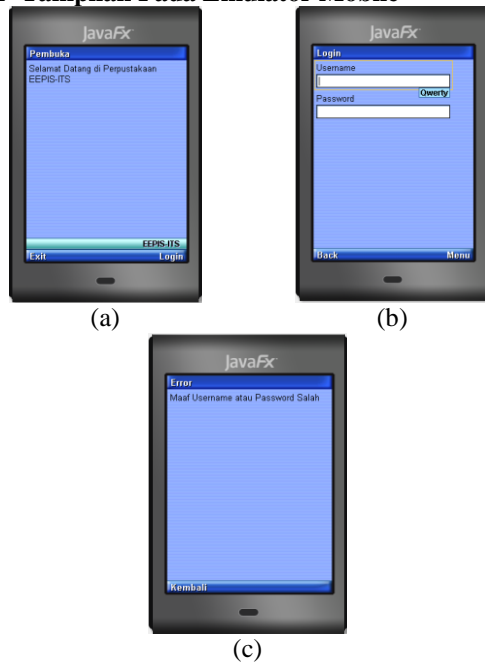 Tampilan Pada Emulator Mobile
JavaFx
Pembuka
Selamat Datang di Perpustakaan
EEPIS-ITS
EEPIS-ITS
Exit Login
(a)
JavaFx
Login
Username
Qwerty
Password
Back Menu
(b)
JavaFx
Error
Maaf Username atau Password Salah
Kembali
(c)